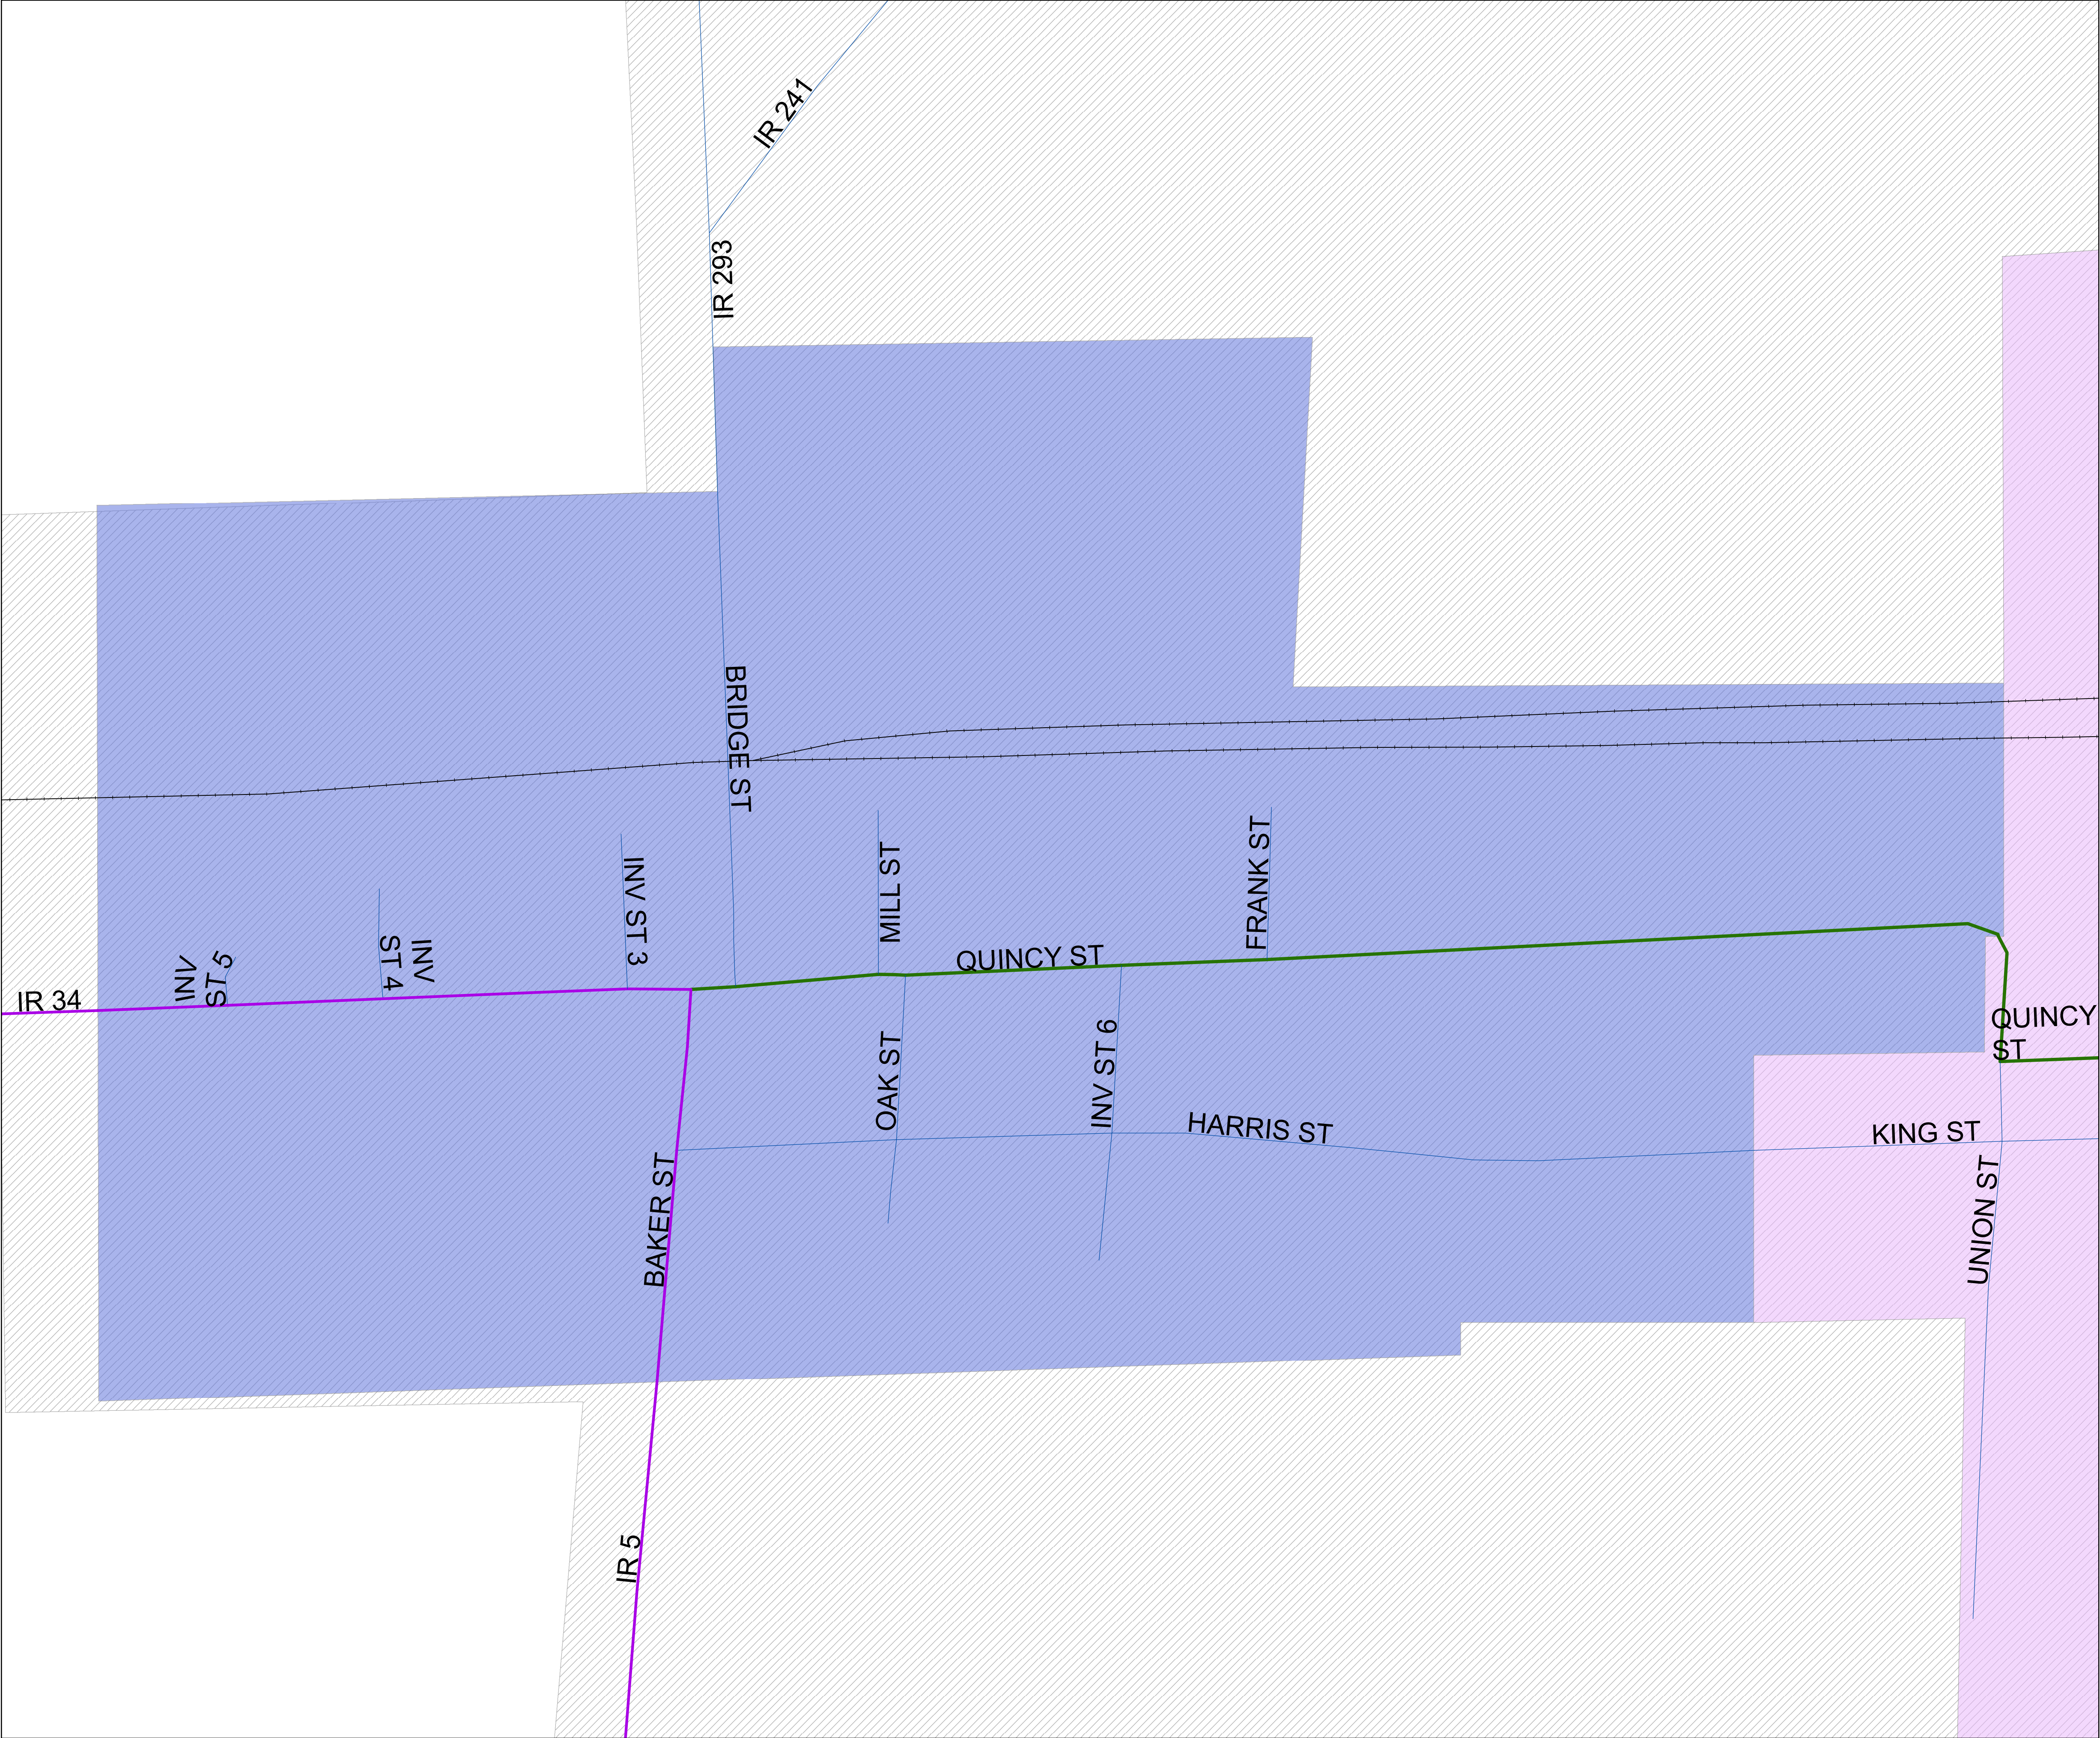 IR 241
IR 293
BRIDGE ST
INV ST 3
MILL ST
FRANK ST
INV
ST 4
INV
ST 5
IR 34
QUINCY ST
QUINCY
ST
OAK ST
INV ST 6
HARRIS ST
KING ST
BAKER ST
UNION ST
IR 5